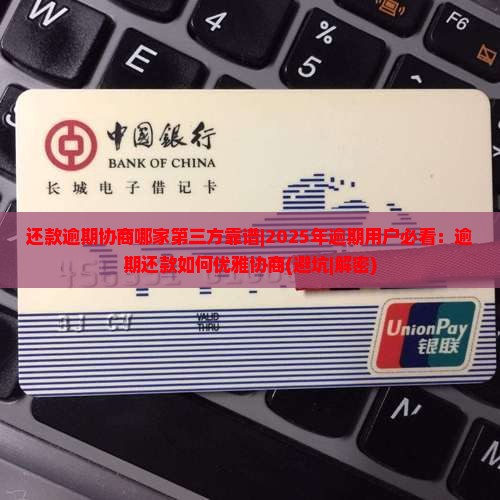 %
5
F6
中国银行
BANK OF CHINA
长城电子借记卡
还款逾期协商哪家第三方靠谱|2025年逾期用户必看：逾
期还款如何优雅协商(避坑|解密)
VALID
THRU
UnionPay
银联
N
M